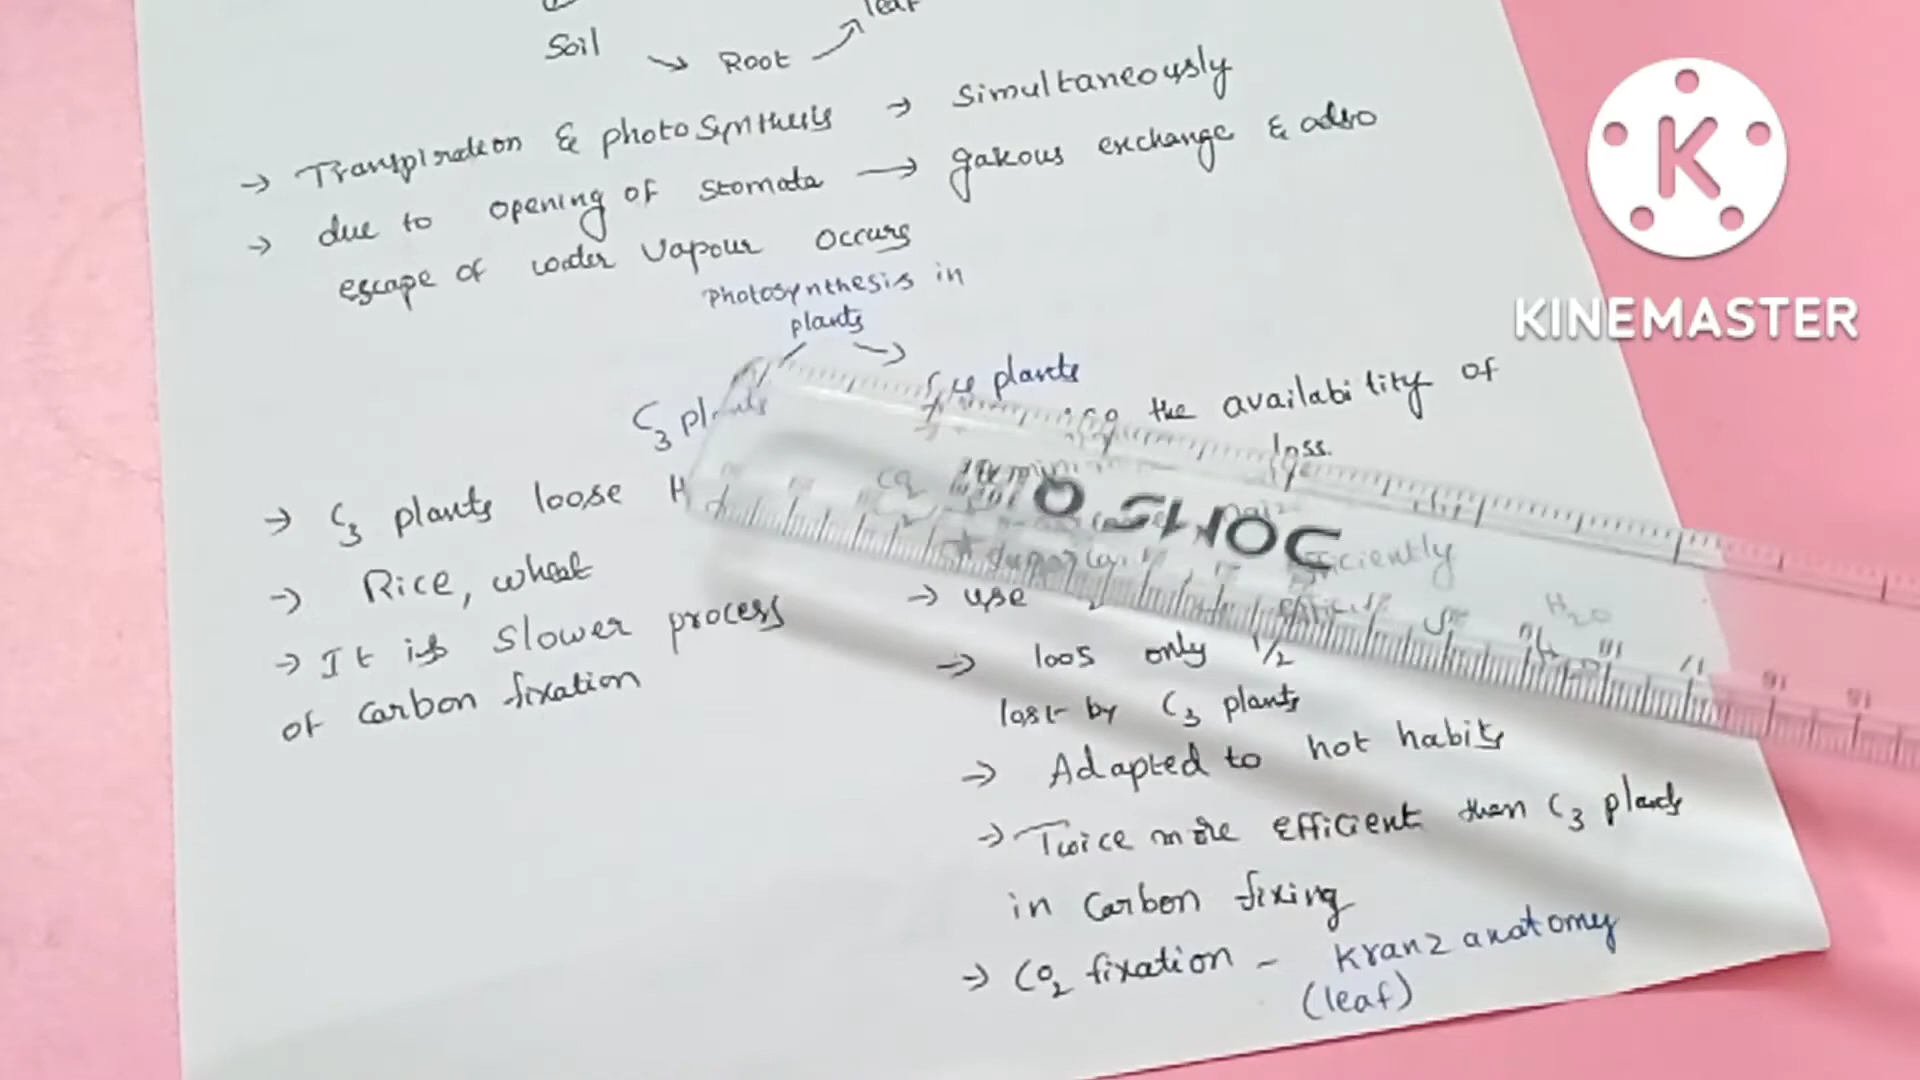 leaf
Soil → Root
→ Transpiration & photosynthesis → Simultaneously
→ due to opening of stomata → gaseous exchange & also
escape of water vapour occurs
Photosynthesis in
plants
C3 plants
C4 plants
the availability of
loss.
→ C3 plants loose H
→ Rice, wheat
→ It is slower process
of carbon fixation
→ use
efficiently
H2O
→ loos only 1/2
lost by C3 plants
→ Adapted to hot habits
→ Twice more efficient than C3 plants
in carbon fixing
→ CO2 fixation - Kranz anatomy
(leaf)
K
KINEMASTER